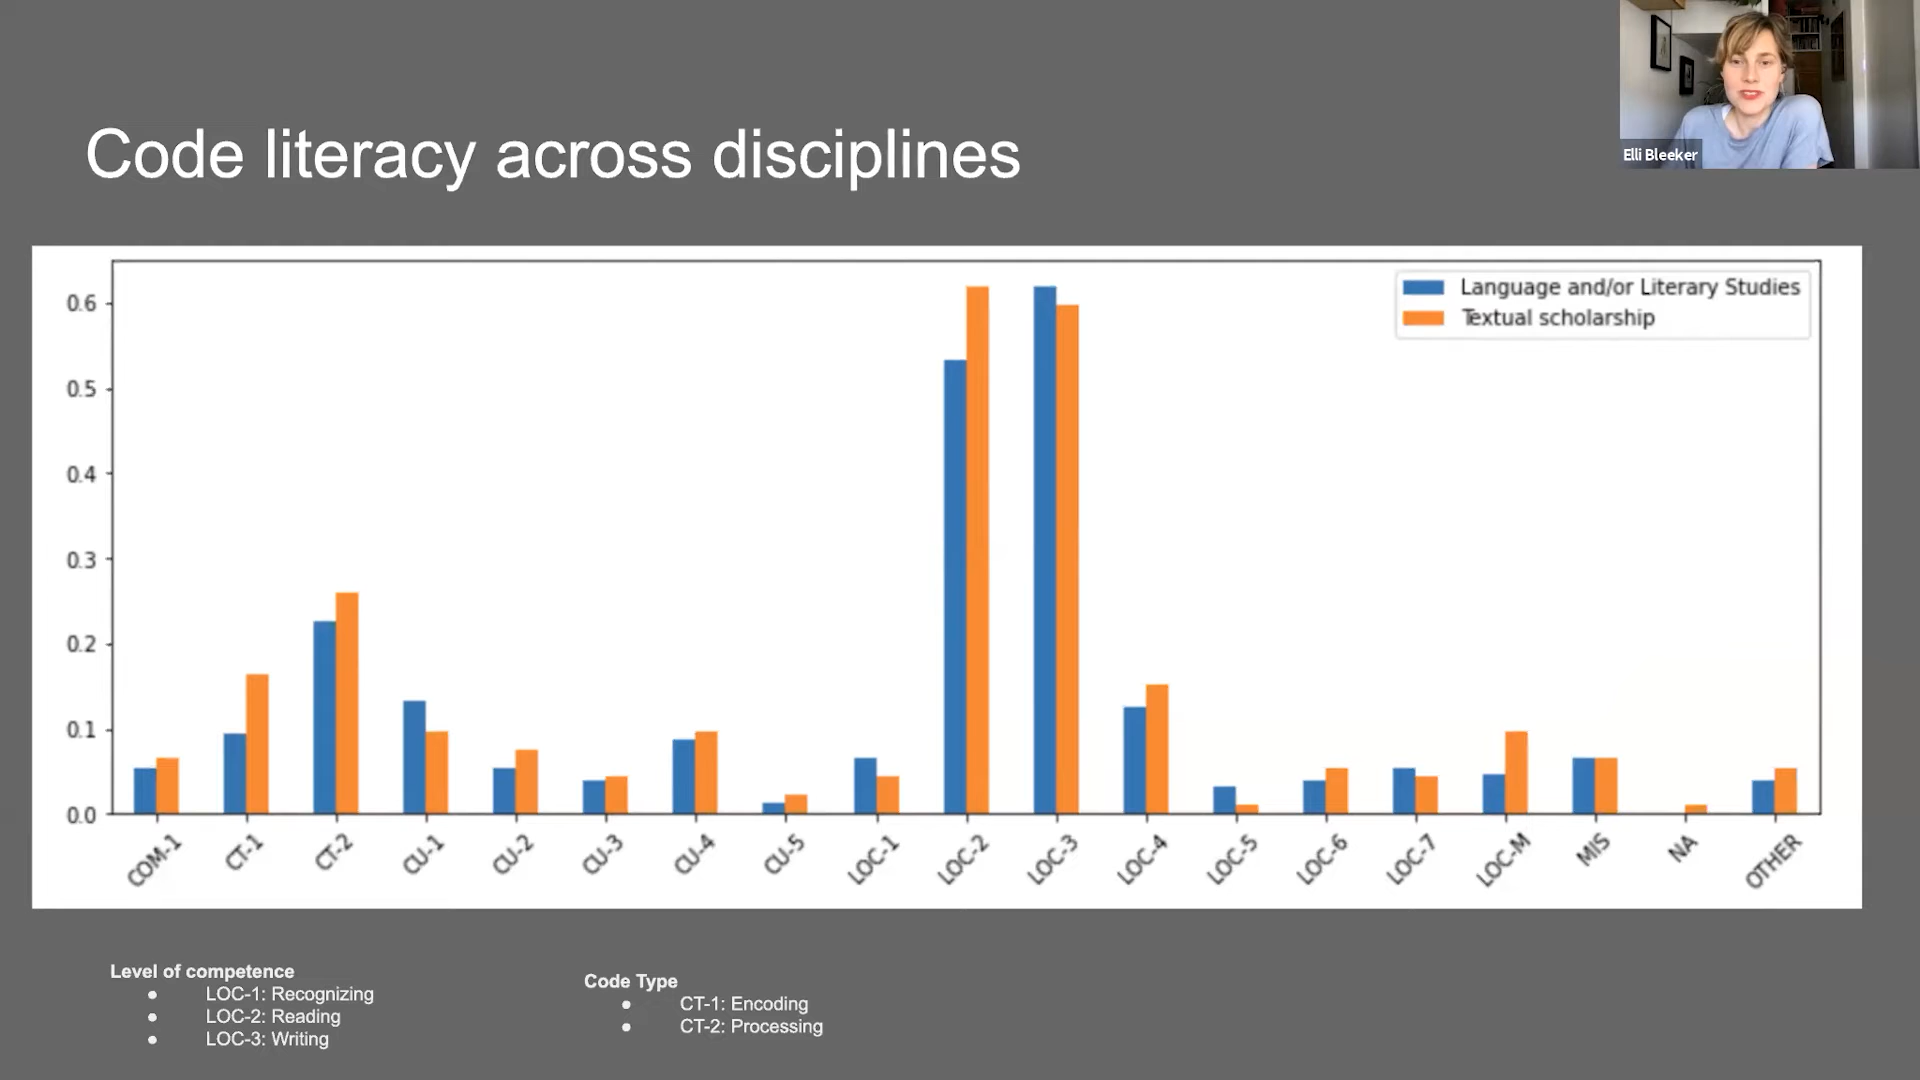 Elli Bleeker
Code literacy across disciplines
Language and/or Literary Studies
Textual scholarship
0.6
0.5
0.4
0.3
0.2
0.1
0.0
COM-1
CT-1
CT-2
CU-1
CU-2
CU-3
CU-4
CU-5
LOC-1
LOC-2
LOC-3
LOC-4
LOC-5
LOC-6
LOC-7
LOC-M
MIS
NA
OTHER
Level of competence
● LOC-1: Recognizing
● LOC-2: Reading
● LOC-3: Writing
Code Type
● CT-1: Encoding
● CT-2: Processing